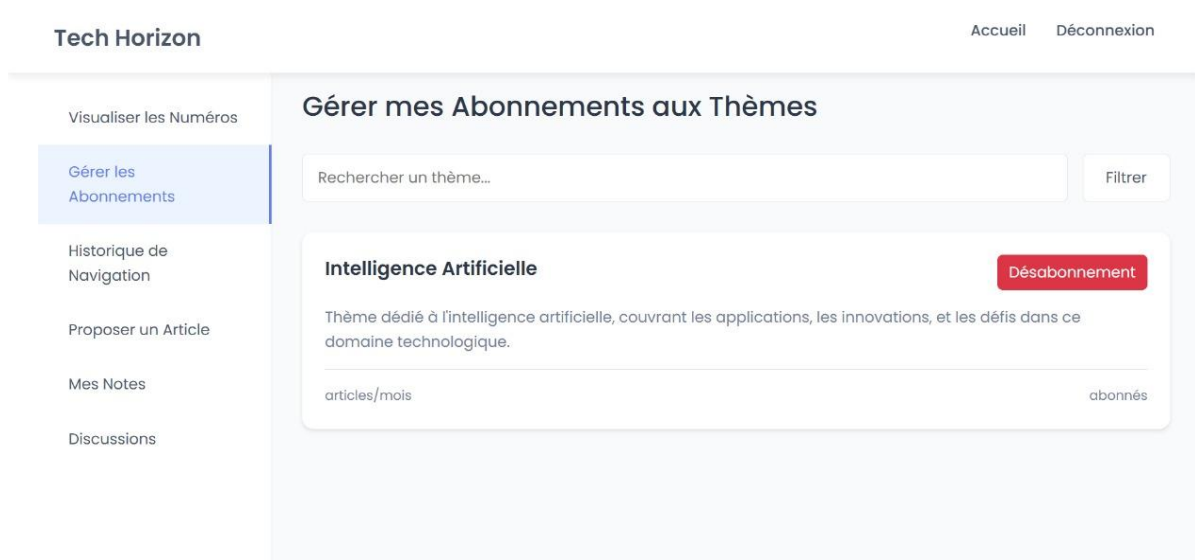 Tech Horizon
Accueil
Déconnexion
Visualiser les Numéros
Gérer les
Abonnements
Historique de
Navigation
Proposer un Article
Mes Notes
Discussions
Gérer mes Abonnements aux Thèmes
Rechercher un thème...
Filtrer
Intelligence Artificielle
Désabonnement
Thème dédié à l'intelligence artificielle, couvrant les applications, les innovations, et les défis dans ce
domaine technologique.
articles/mois
abonnés